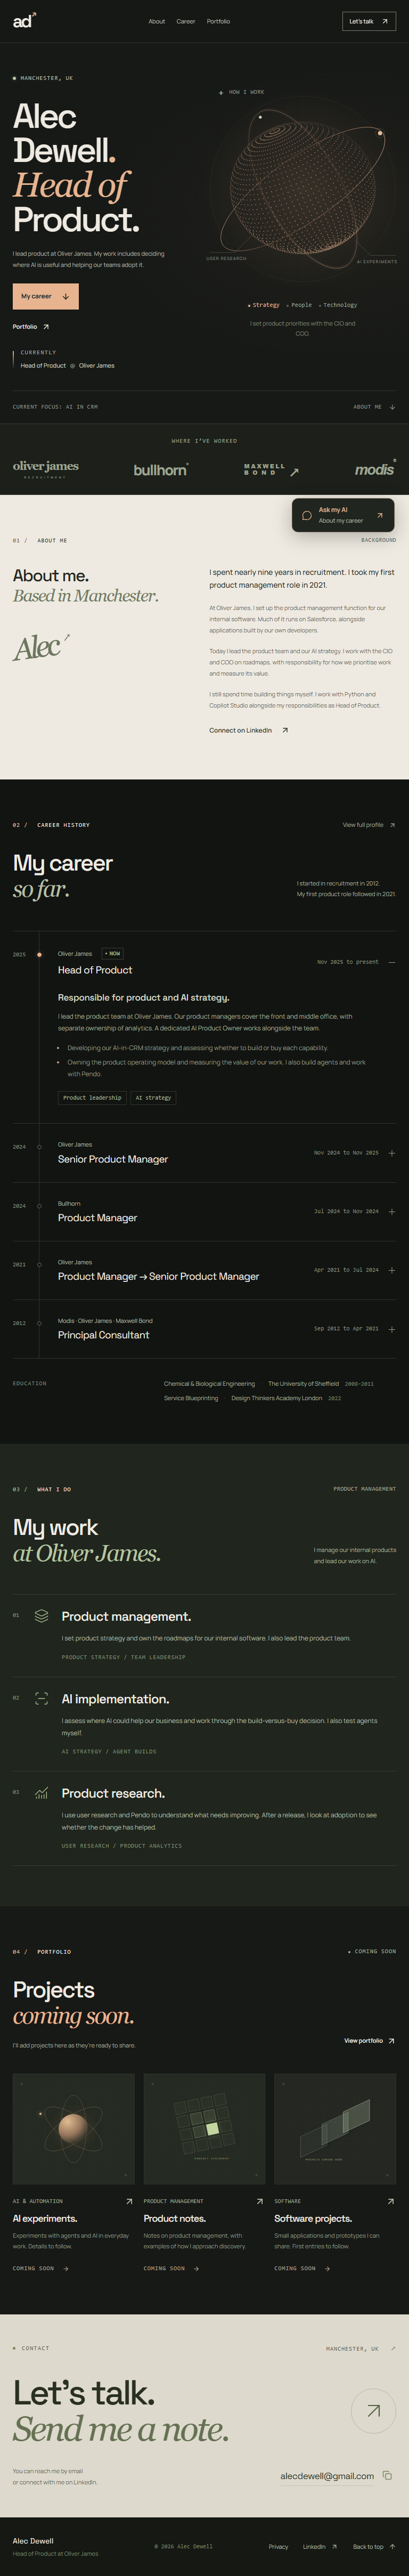 ad
About
Career
Portfolio
Let's talk
MANCHESTER, UK
Alec
Dewell.
Head of
Product.
I lead product at Oliver James. My work includes deciding
where AI is useful and helping our teams adopt it.
My career
Portfolio
CURRENTLY
Head of Product @ Oliver James
HOW I WORK
USER RESEARCH
AI EXPERIMENTS
Strategy
People
Technology
I set product priorities with the CIO and
COO.
CURRENT FOCUS: AI IN CRM
ABOUT ME
WHERE I'VE WORKED
oliver james
RECRUITMENT
bullhorn
MAXWELL
BOND
modis
Ask my AI
About my career
01 / ABOUT ME
BACKGROUND
About me.
Based in Manchester.
Alec
I spent nearly nine years in recruitment. I took my first
product management role in 2021.
At Oliver James, I set up the product management function for our
internal software. Much of it runs on Salesforce, alongside
applications built by our own developers.
Today I lead the product team and our AI strategy. I work with the CIO
and COO on roadmaps, with responsibility for how we prioritise work
and measure its value.
I still spend time building things myself. I work with Python and
Copilot Studio alongside my responsibilities as Head of Product.
Connect on LinkedIn
02 / CAREER HISTORY
View full profile
My career
so far.
I started in recruitment in 2012.
My first product role followed in 2021.
2025
Oliver James
NOW
Head of Product
Nov 2025 to present
Responsible for product and AI strategy.
I lead the product team at Oliver James. Our product managers cover the front and middle office, with
separate ownership of analytics. A dedicated AI Product Owner works alongside the team.
Developing our AI-in-CRM strategy and assessing whether to build or buy each capability.
Owning the product operating model and measuring the value of our work. I also build agents and work
with Pendo.
Product leadership
AI strategy
2024
Oliver James
Senior Product Manager
Nov 2024 to Nov 2025
2024
Bullhorn
Product Manager
Jul 2024 to Nov 2024
2021
Oliver James
Product Manager → Senior Product Manager
Apr 2021 to Jul 2024
2012
Modis · Oliver James · Maxwell Bond
Principal Consultant
Sep 2012 to Apr 2021
EDUCATION
Chemical & Biological Engineering
The University of Sheffield
2008–2011
Service Blueprinting
Design Thinkers Academy London
2022
03 / WHAT I DO
PRODUCT MANAGEMENT
My work
at Oliver James.
I manage our internal products
and lead our work on AI.
01
Product management.
I set product strategy and own the roadmaps for our internal software. I also lead the product team.
PRODUCT STRATEGY / TEAM LEADERSHIP
02
AI implementation.
I assess where AI could help our business and work through the build-versus-buy decision. I also test agents
myself.
AI STRATEGY / AGENT BUILDS
03
Product research.
I use user research and Pendo to understand what needs improving. After a release, I look at adoption to see
whether the change has helped.
USER RESEARCH / PRODUCT ANALYTICS
04 / PORTFOLIO
COMING SOON
Projects
coming soon.
I'll add projects here as they're ready to share.
View portfolio
AI & AUTOMATION
AI experiments.
Experiments with agents and AI in everyday
work. Details to follow.
COMING SOON
PRODUCT MANAGEMENT
Product notes.
Notes on product management, with
examples of how I approach discovery.
COMING SOON
SOFTWARE
Software projects.
Small applications and prototypes I can
share. First entries to follow.
COMING SOON
CONTACT
MANCHESTER, UK
Let's talk.
Send me a note.
You can reach me by email
or connect with me on LinkedIn.
alecdewell@gmail.com
Alec Dewell
Head of Product at Oliver James
© 2026 Alec Dewell
Privacy
LinkedIn
Back to top